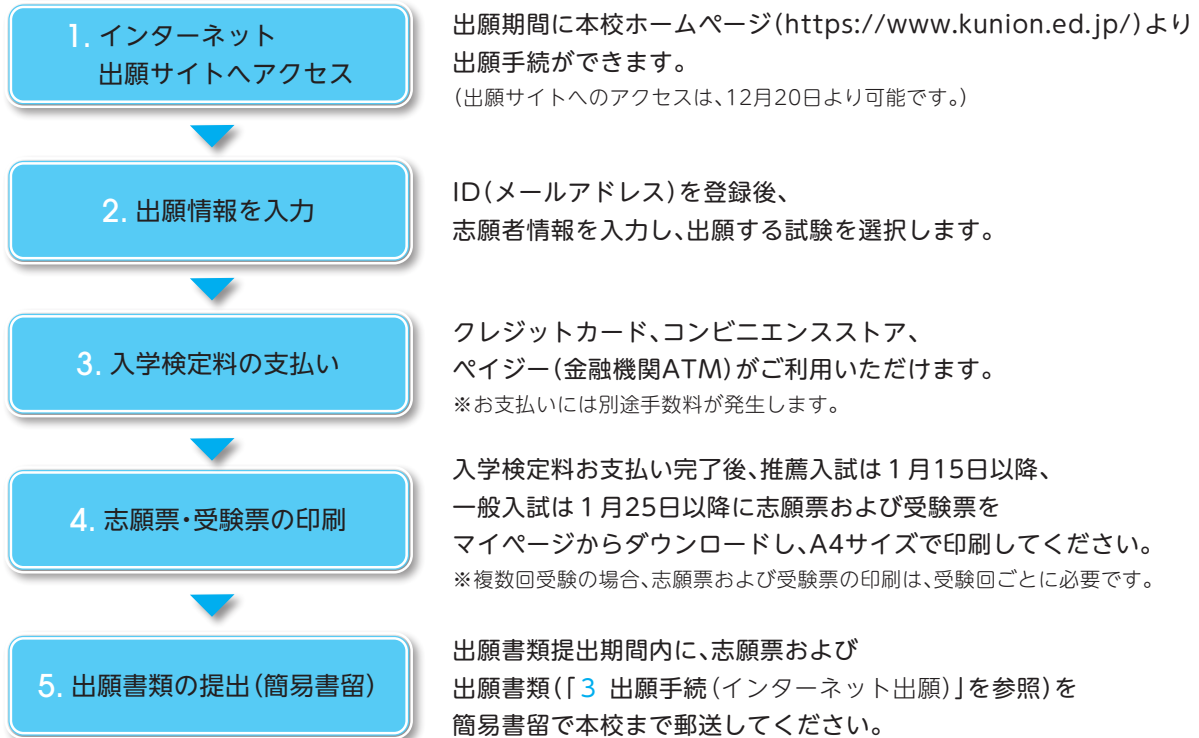 1. インターネット
出願サイトへアクセス
出願期間に本校ホームページ(https://www.kunion.ed.jp/)より
出願手続ができます。
(出願サイトへのアクセスは、12月20日より可能です。)
2. 出願情報を入力
ID(メールアドレス)を登録後、
志願者情報を入力し、出願する試験を選択します。
3. 入学検定料の支払い
クレジットカード、コンビニエンスストア、
ペイジー(金融機関ATM)がご利用いただけます。
※お支払いには別途手数料が発生します。
4. 志願票・受験票の印刷
入学検定料お支払い完了後、推薦入試は1月15日以降、
一般入試は1月25日以降に志願票および受験票を
マイページからダウンロードし、A4サイズで印刷してください。
※複数回受験の場合、志願票および受験票の印刷は、受験回ごとに必要です。
5. 出願書類の提出(簡易書留)
出願書類提出期間内に、志願票および
出願書類(「3 出願手続(インターネット出願)」を参照)を
簡易書留で本校まで郵送してください。